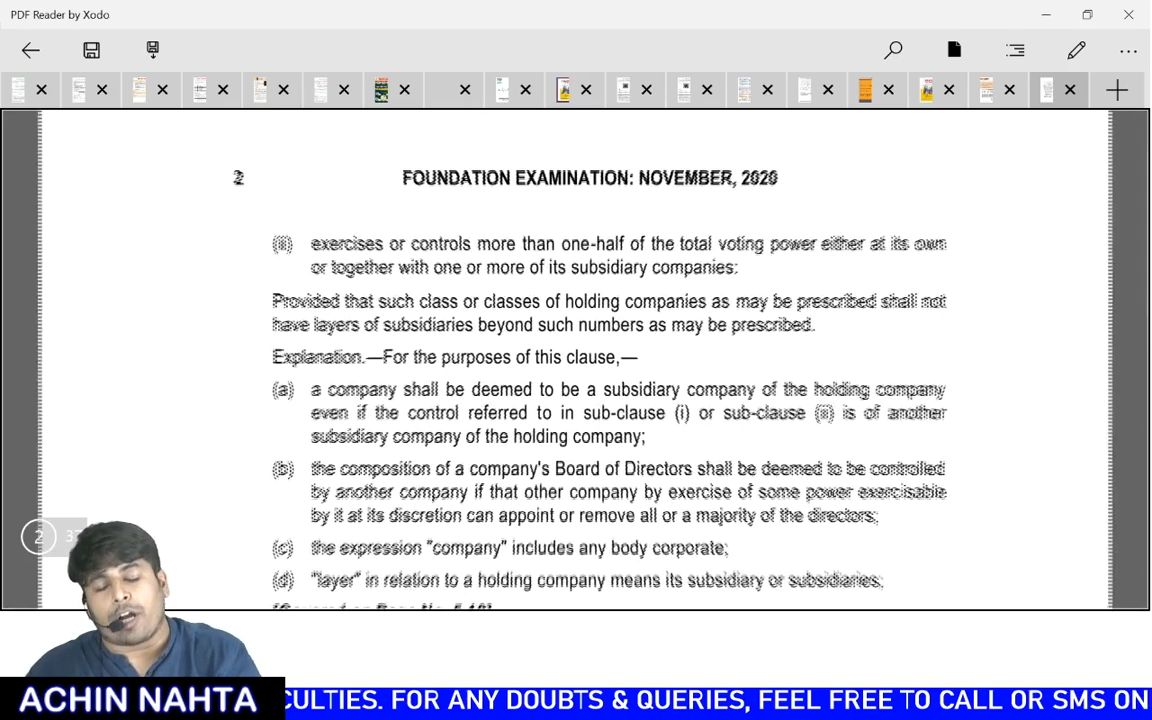 PDF Reader by Xodo
2 FOUNDATION EXAMINATION: NOVEMBER, 2020
(ii) exercises or controls more than one-half of the total voting power either at its own
or together with one or more of its subsidiary companies:
Provided that such class or classes of holding companies as may be prescribed shall not
have layers of subsidiaries beyond such numbers as may be prescribed.
Explanation.—For the purposes of this clause,—
(a) a company shall be deemed to be a subsidiary company of the holding company
even if the control referred to in sub-clause (i) or sub-clause (ii) is of another
subsidiary company of the holding company;
(b) the composition of a company's Board of Directors shall be deemed to be controlled
by another company if that other company by exercise of some power exercisable
by it at its discretion can appoint or remove all or a majority of the directors;
(c) the expression "company" includes any body corporate;
2
(d) "layer" in relation to a holding company means its subsidiary or subsidiaries;
ACHIN NAHTA
CULTIES. FOR ANY DOUBTS & QUERIES, FEEL FREE TO CALL OR SMS ON